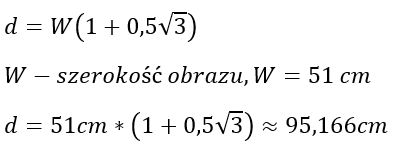 d = W(1 + 0,5√3)
W − szerokość obrazu, W = 51 cm
d = 51cm * (1 + 0,5√3) ≈ 95,166cm